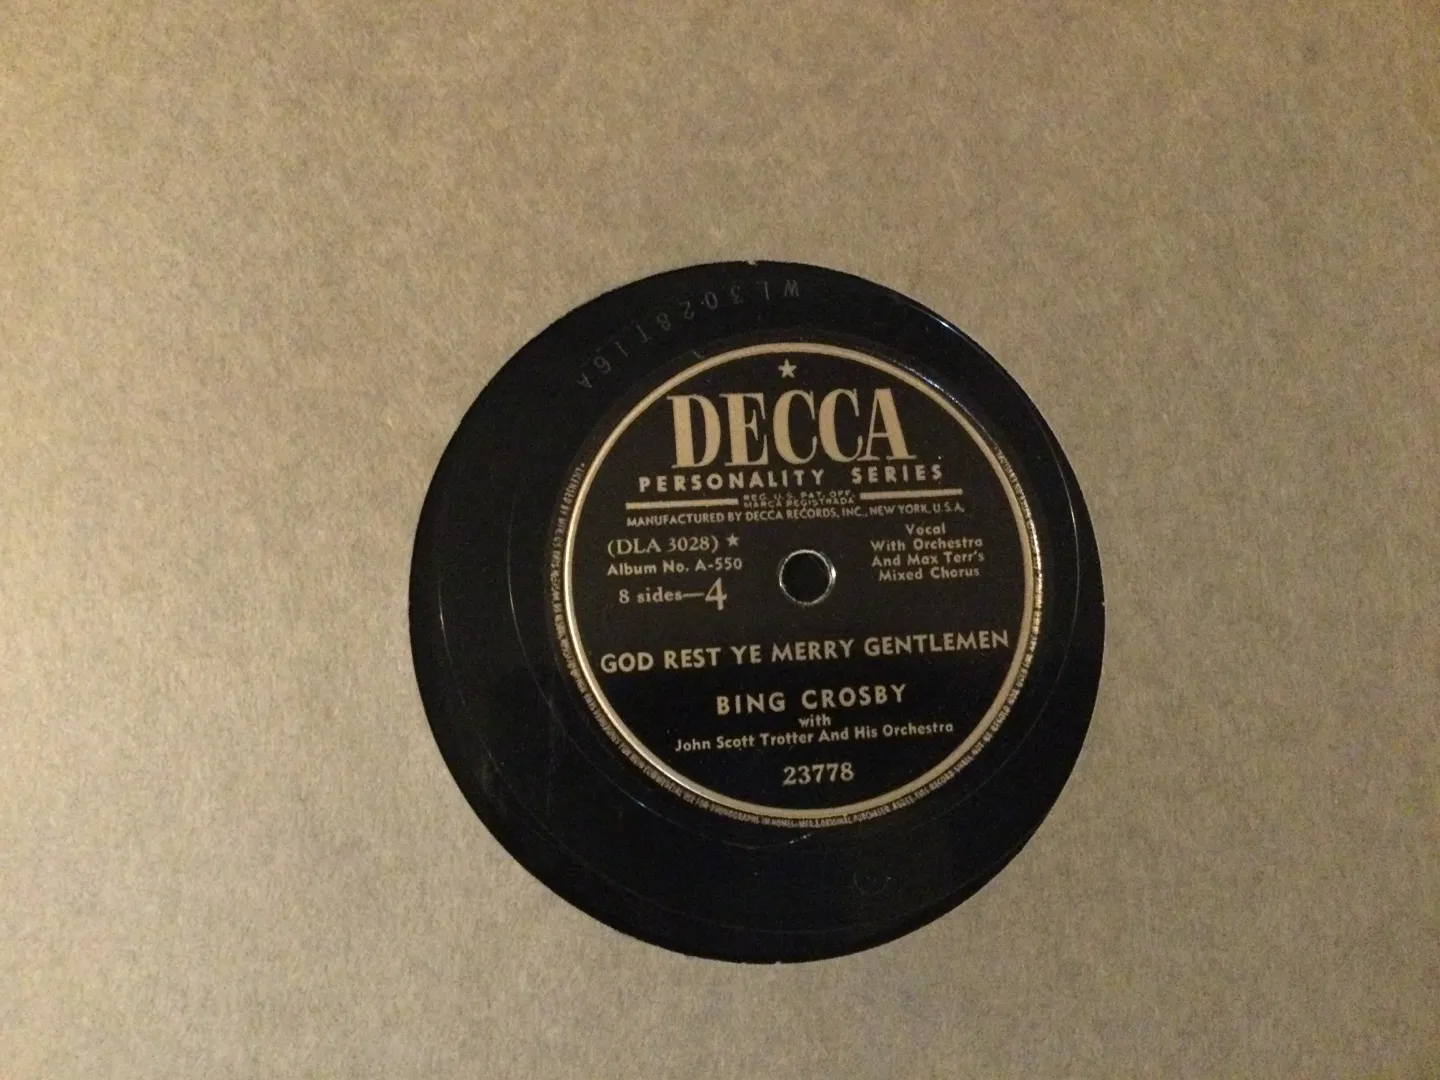 WL3028T16A
★
DECCA
PERSONALITY SERIES
REG. U.S. PAT. OFF.
MARCA REGISTRADA
MANUFACTURED BY DECCA RECORDS, INC., NEW YORK, U.S.A.
(DLA 3028) ★
Album No. A-550
8 sides—4
Vocal
With Orchestra
And Max Terr's
Mixed Chorus
GOD REST YE MERRY GENTLEMEN
BING CROSBY
with
John Scott Trotter And His Orchestra
23778